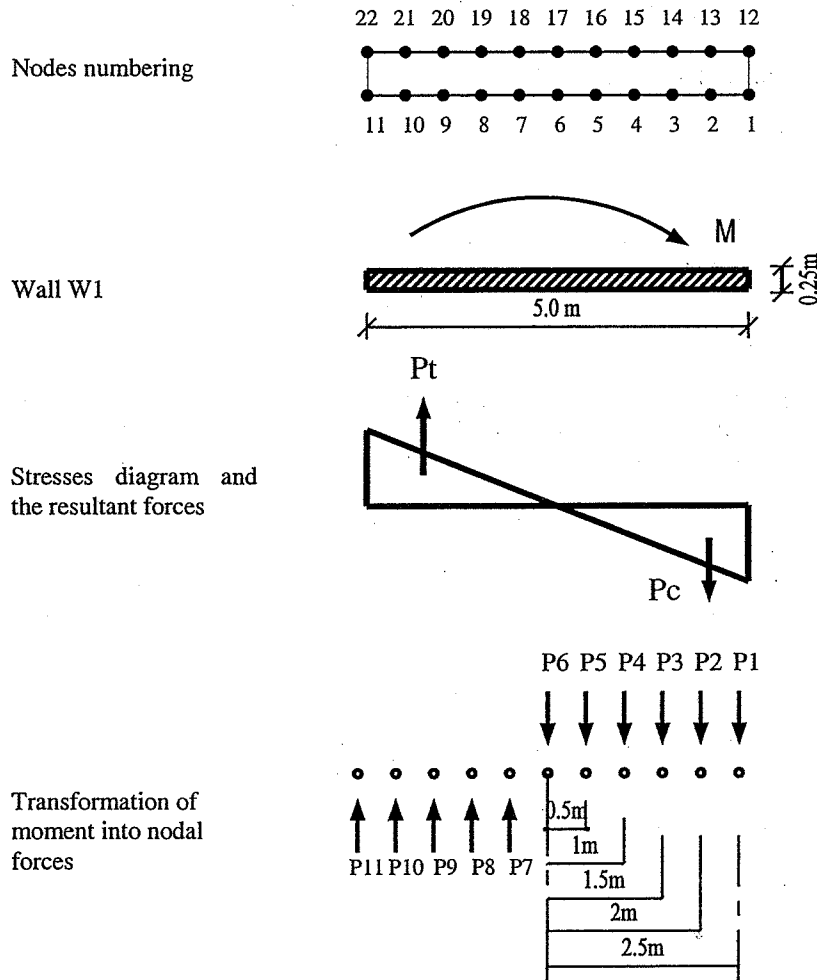 22 21 20 19 18 17 16 15 14 13 12
Nodes numbering
11 10 9 8 7 6 5 4 3 2 1
M
Wall W1
0.25m
5.0 m
Pt
Stresses diagram and
the resultant forces
Pc
P6 P5 P4 P3 P2 P1
Transformation of
moment into nodal
forces
0.5m
1m
P11 P10 P9 P8 P7
1.5m
2m
2.5m